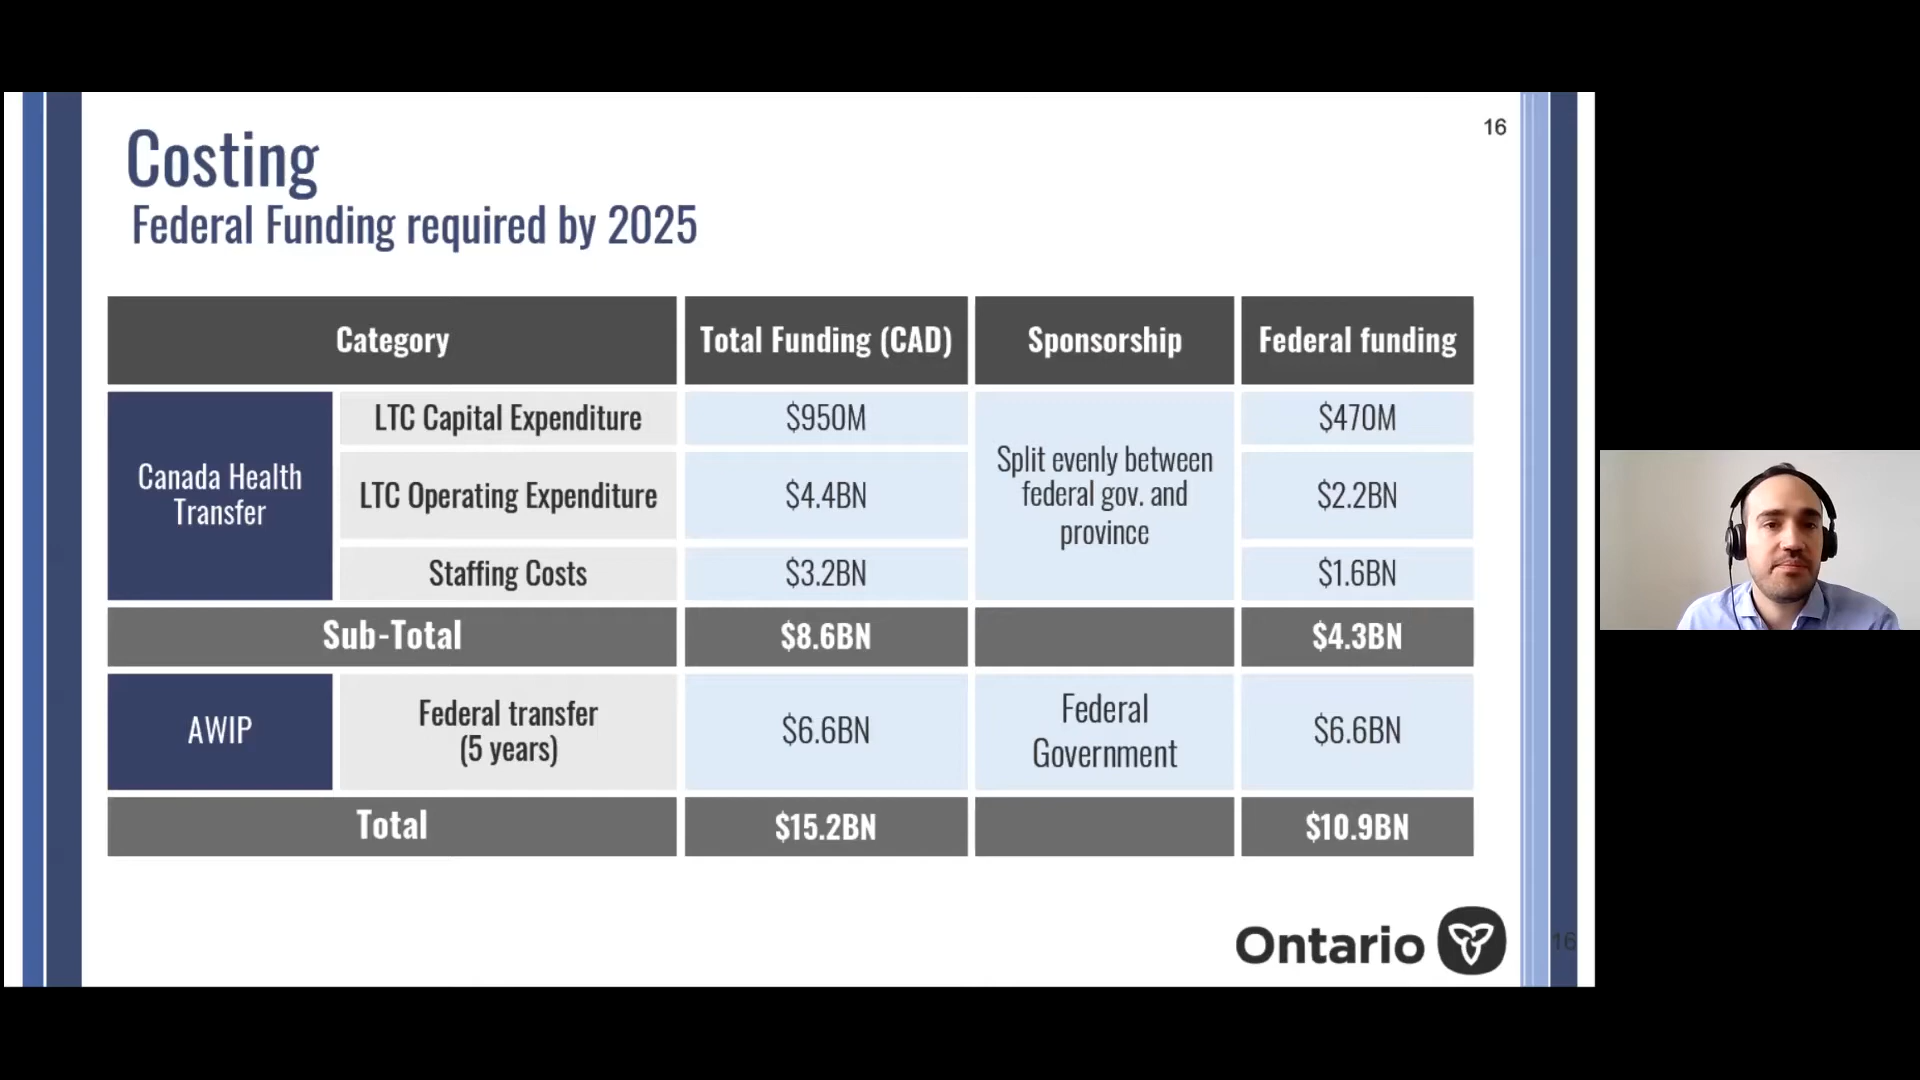 16
Costing
Federal Funding required by 2025
Category
Total Funding (CAD)
Sponsorship
Federal funding
Canada Health
Transfer
LTC Capital Expenditure
$950M
Split evenly between
federal gov. and
province
$470M
LTC Operating Expenditure
$4.4BN
$2.2BN
Staffing Costs
$3.2BN
$1.6BN
Sub-Total
$8.6BN
$4.3BN
AWIP
Federal transfer
(5 years)
$6.6BN
Federal
Government
$6.6BN
Total
$15.2BN
$10.9BN
Ontario
16